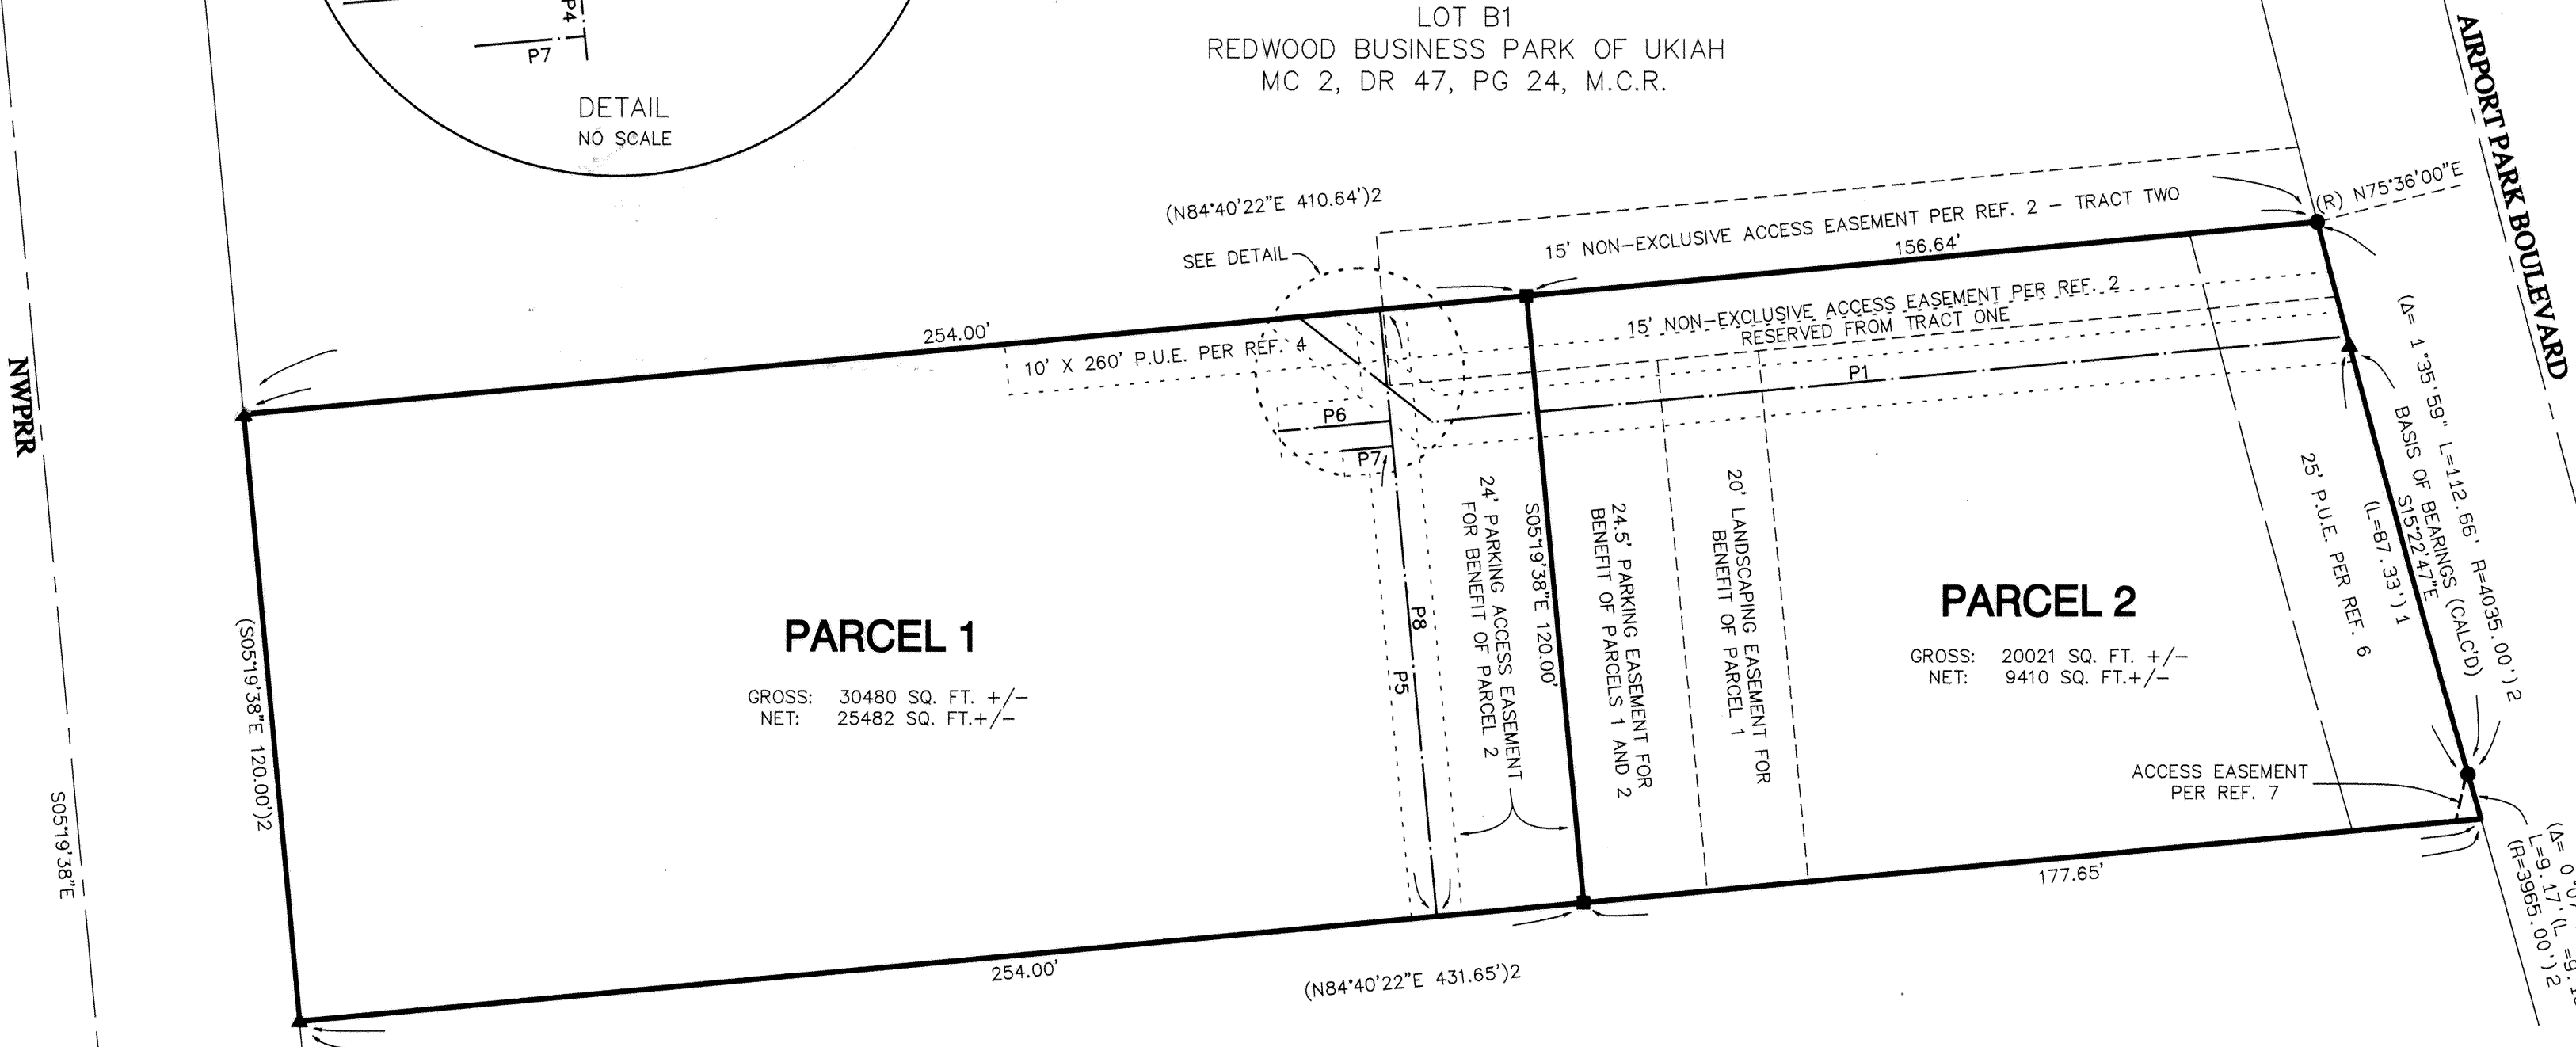 P4
P7
DETAIL
NO SCALE
LOT B1
REDWOOD BUSINESS PARK OF UKIAH
MC 2, DR 47, PG 24, M.C.R.
AIRPORT PARK BOULEVARD
(R) N75°36'00"E
(N84°40'22"E 410.64')2
SEE DETAIL
15' NON-EXCLUSIVE ACCESS EASEMENT PER REF. 2 - TRACT TWO
156.64'
15' NON-EXCLUSIVE ACCESS EASEMENT PER REF. 2
RESERVED FROM TRACT ONE
254.00'
10' X 260' P.U.E. PER REF. 4
P1
P6
P7
NWPRR
S05°19'38"E
(S05°19'38"E 120.00')2
PARCEL 1
GROSS: 30480 SQ. FT. +/-
NET: 25482 SQ. FT.+/-
P8
P5
24' PARKING ACCESS EASEMENT
FOR BENEFIT OF PARCEL 2
S05°19'38"E 120.00'
24.5' PARKING EASEMENT FOR
BENEFIT OF PARCELS 1 AND 2
20' LANDSCAPING EASEMENT FOR
BENEFIT OF PARCEL 1
PARCEL 2
GROSS: 20021 SQ. FT. +/-
NET: 9410 SQ. FT.+/-
25' P.U.E. PER REF. 6
(Δ= 1°35'59" L=112.66' R=4035.00')2
BASIS OF BEARINGS (CALC'D)
S15°22'47"E
(L=87.33')1
ACCESS EASEMENT
PER REF. 7
177.65'
254.00'
(N84°40'22"E 431.65')2
(Δ= 0°07
L=9.17'(L =9.1
(R=3965.00')2